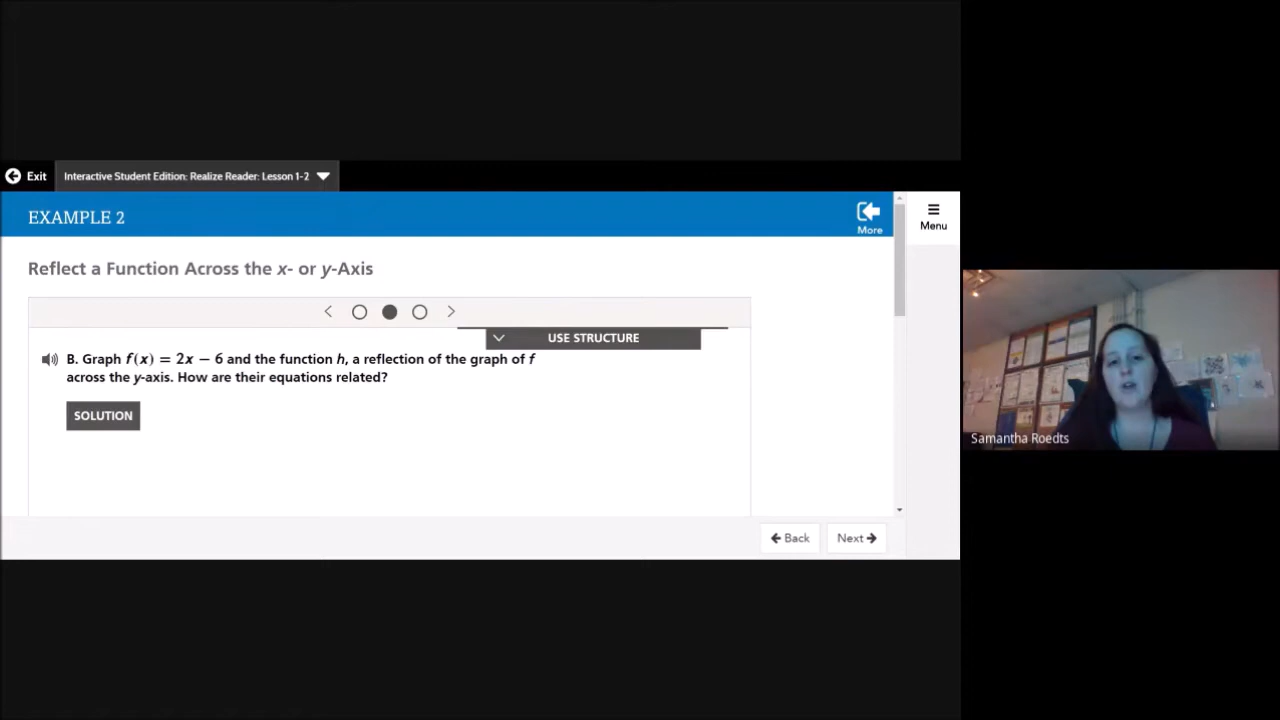 Exit
Interactive Student Edition: Realize Reader: Lesson 1-2
EXAMPLE 2
More
Menu
Reflect a Function Across the x- or y-Axis
USE STRUCTURE
B. Graph f(x) = 2x − 6 and the function h, a reflection of the graph of f
across the y-axis. How are their equations related?
SOLUTION
Samantha Roedts
Back
Next